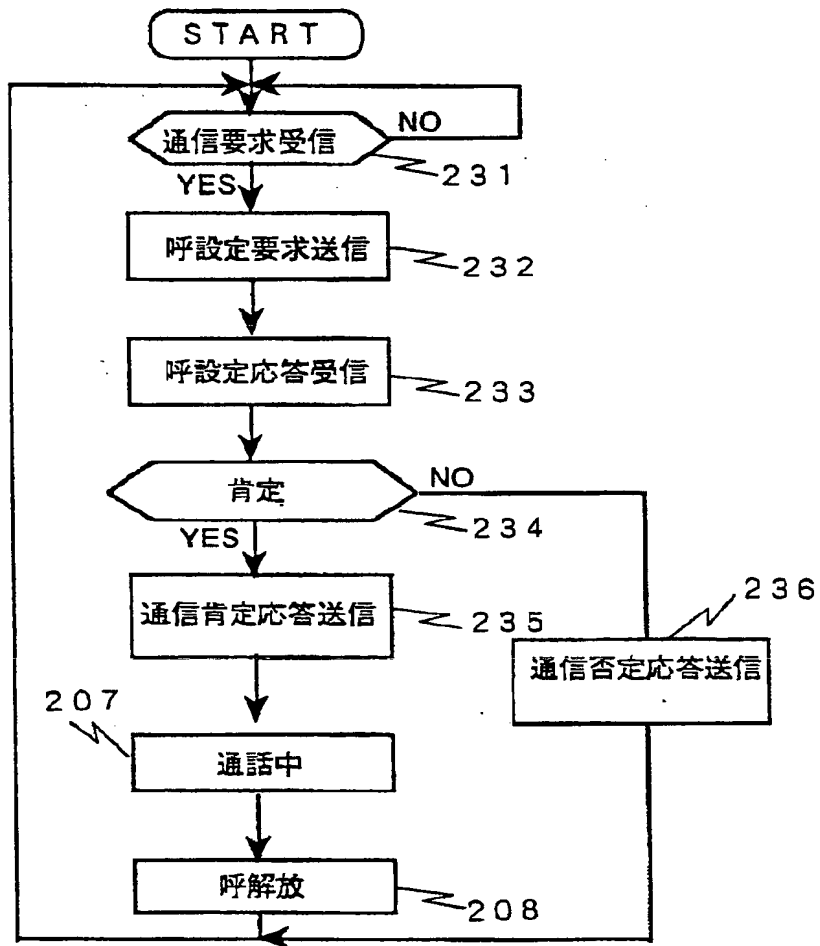 START
通信要求受信
NO
231
YES
呼設定要求送信
232
呼設定応答受信
233
肯定
NO
234
YES
通信肯定応答送信
235
236
通信否定応答送信
207
通話中
呼解放
208